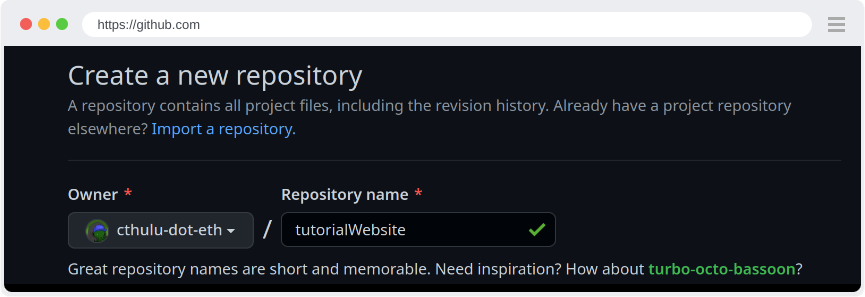 https://github.com
Create a new repository
A repository contains all project files, including the revision history. Already have a project repository
elsewhere? Import a repository.
Owner * Repository name *
cthulu-dot-eth / tutorialWebsite
Great repository names are short and memorable. Need inspiration? How about turbo-octo-bassoon?